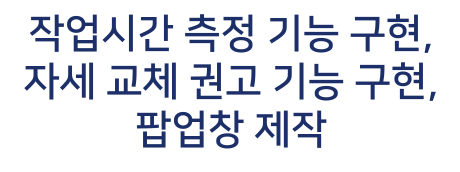 작업시간 측정 기능 구현,
자세 교체 권고 기능 구현,
팝업창 제작